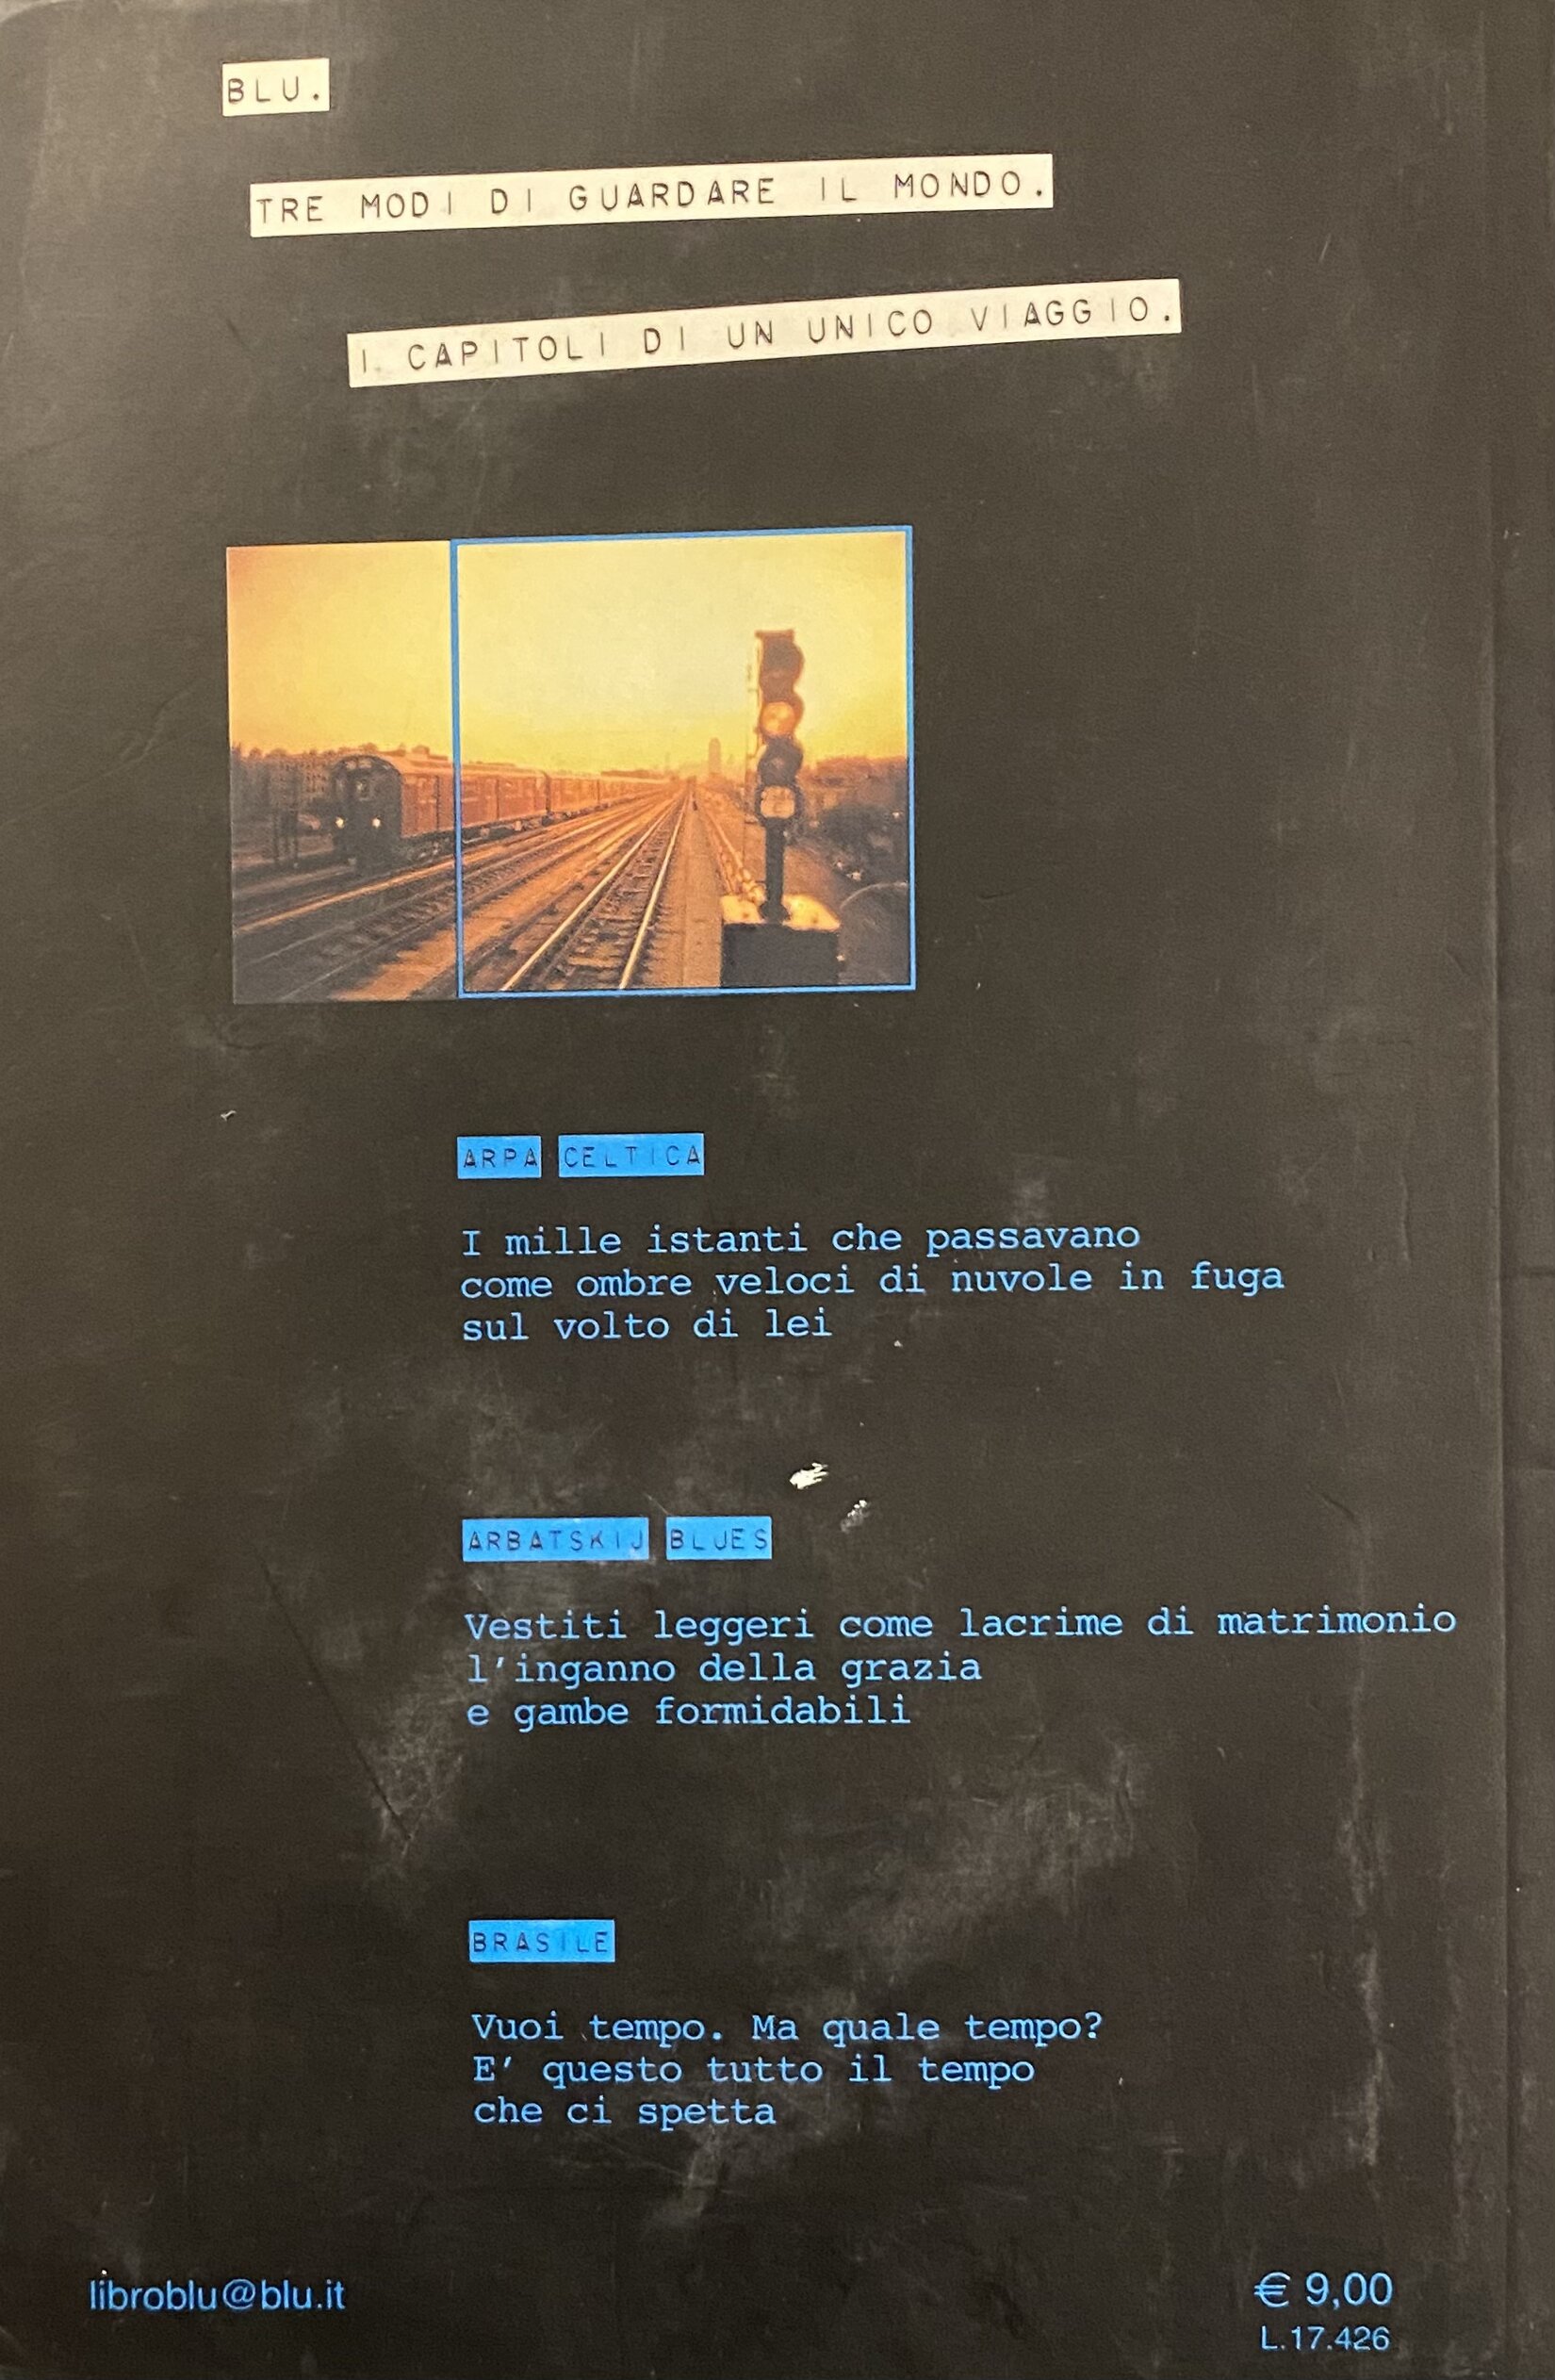 BLU.
TRE MODI DI GUARDARE IL MONDO.
I CAPITOLI DI UN UNICO VIAGGIO.
ARPA CELTICA
I mille istanti che passavano
come ombre veloci di nuvole in fuga
sul volto di lei
ARBATSKIJ BLUES
Vestiti leggeri come lacrime di matrimonio
l'inganno della grazia
e gambe formidabili
BRASILE
Vuoi tempo. Ma quale tempo?
E' questo tutto il tempo
che ci spetta
libroblu@blu.it
€ 9,00
L.17.426